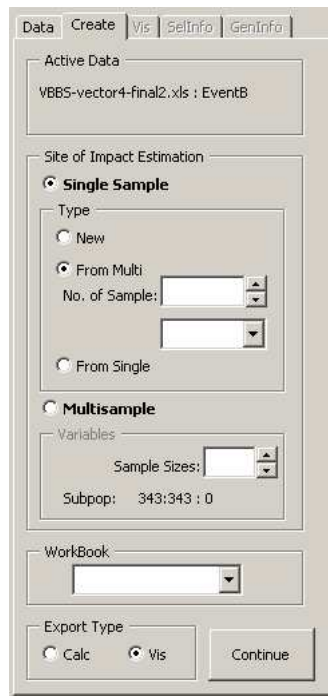 Data Create Vis SelInfo GenInfo
Active Data
VBBS-vector4-final2.xls : EventB
Site of Impact Estimation
Single Sample
Type
New
From Multi
No. of Sample:
From Single
Multisample
Variables
Sample Sizes:
Subpop: 343:343 : 0
WorkBook
Export Type
Calc Vis Continue